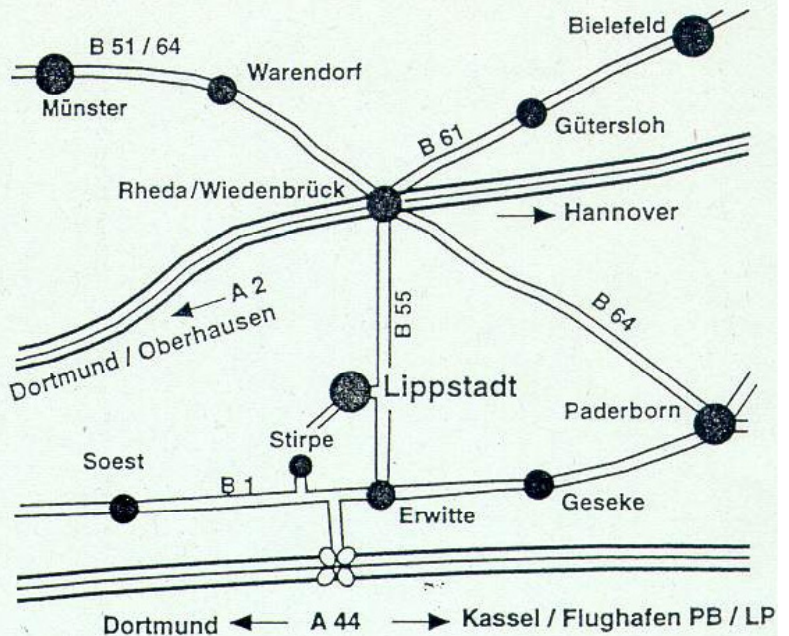 Bielefeld
B 51 / 64
Warendorf
Münster
Gütersloh
B 61
Rheda/Wiedenbrück
Hannover
A 2
Dortmund / Oberhausen
B 55
B 64
Lippstadt
Paderborn
Stirpe
Soest
B 1
Geseke
Erwitte
Dortmund ← A 44 → Kassel / Flughafen PB / LP